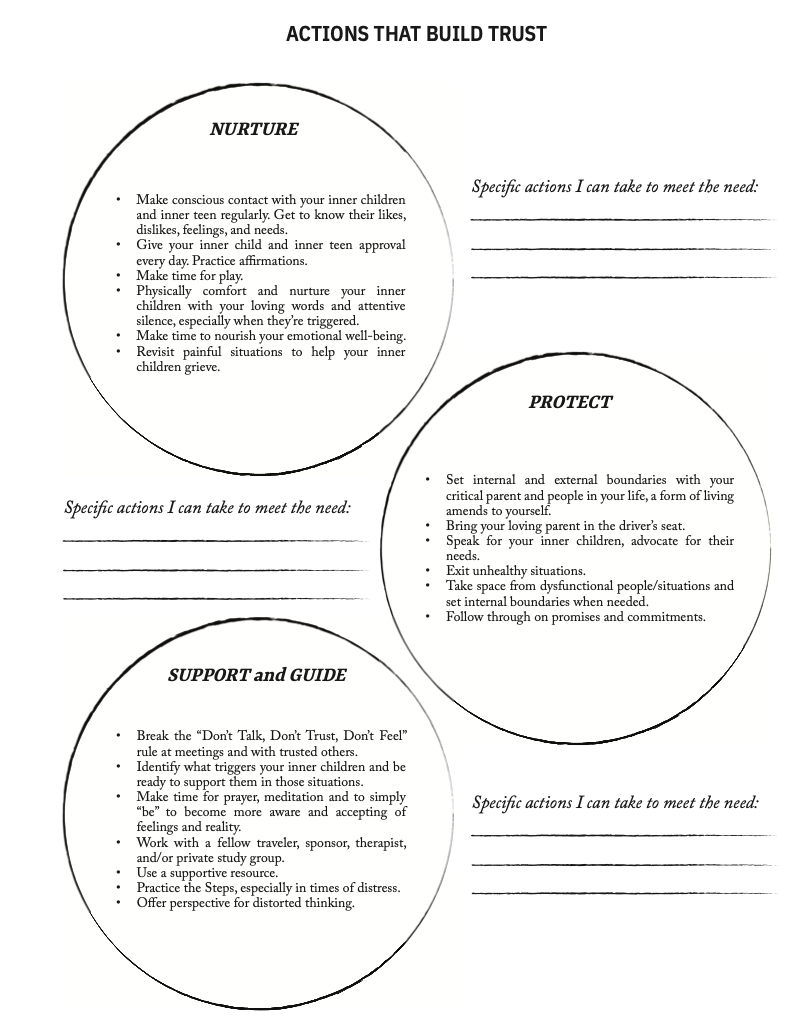 ACTIONS THAT BUILD TRUST
NURTURE
• Make conscious contact with your inner children
and inner teen regularly. Get to know their likes,
dislikes, feelings, and needs.
• Give your inner child and inner teen approval
every day. Practice affirmations.
• Make time for play.
• Physically comfort and nurture your inner
children with your loving words and attentive
silence, especially when they're triggered.
• Make time to nourish your emotional well-being.
• Revisit painful situations to help your inner
children grieve.
Specific actions I can take to meet the need:
PROTECT
• Set internal and external boundaries with your
critical parent and people in your life, a form of living
amends to yourself.
• Bring your loving parent in the driver's seat.
• Speak for your inner children, advocate for their
needs.
• Exit unhealthy situations.
• Take space from dysfunctional people/situations and
set internal boundaries when needed.
• Follow through on promises and commitments.
Specific actions I can take to meet the need:
SUPPORT and GUIDE
• Break the “Don't Talk, Don't Trust, Don't Feel”
rule at meetings and with trusted others.
• Identify what triggers your inner children and be
ready to support them in those situations.
• Make time for prayer, meditation and to simply
“be” to become more aware and accepting of
feelings and reality.
• Work with a fellow traveler, sponsor, therapist,
and/or private study group.
• Use a supportive resource.
• Practice the Steps, especially in times of distress.
• Offer perspective for distorted thinking.
Specific actions I can take to meet the need: